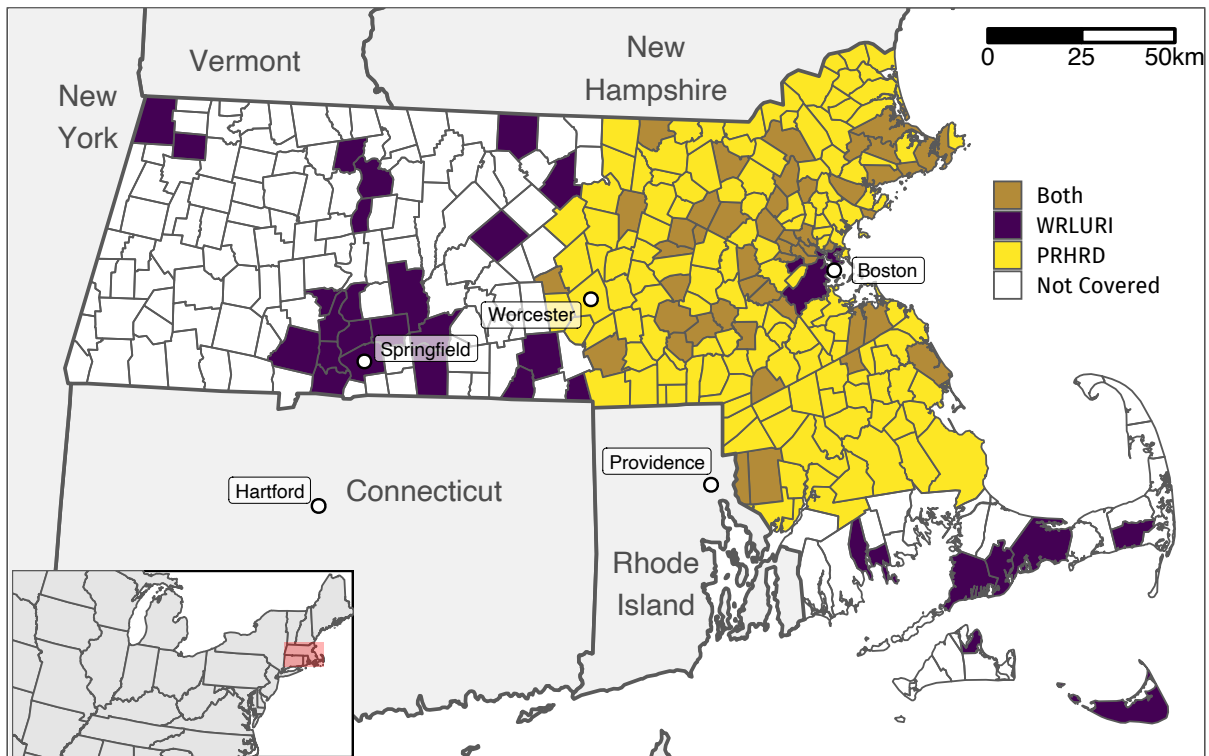 Vermont
New
Hampshire
New
York
0 25 50km
Both
WRLURI
PRHRD
Not Covered
Boston
Worcester
Springfield
Providence
Hartford
Connecticut
Rhode
Island